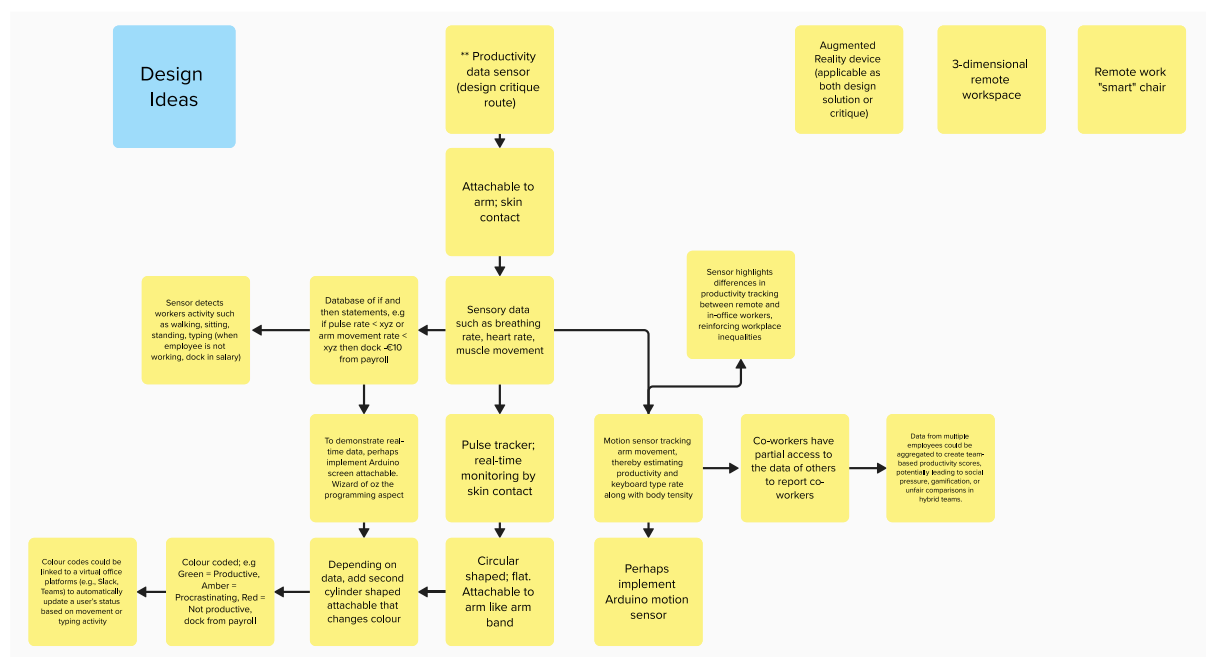 Design
Ideas
** Productivity
data sensor
(design critique
route)
Augmented
Reality device
(applicable as
both design
solution or
critique)
3-dimensional
remote
workspace
Remote work
"smart" chair
Attachable to
arm; skin
contact
Sensor detects
workers activity such
as walking, sitting,
standing, typing (when
employee is not
working, dock in salary)
Database of if and
then statements, e.g
if pulse rate < xyz or
arm movement rate <
xyz then dock -€10
from payroll
Sensory data
such as breathing
rate, heart rate,
muscle movement
Sensor highlights
differences in
productivity tracking
between remote and
in-office workers,
reinforcing workplace
inequalities
To demonstrate real-
time data, perhaps
implement Arduino
screen attachable.
Wizard of oz the
programming aspect
Pulse tracker;
real-time
monitoring by
skin contact
Motion sensor tracking
arm movement,
thereby estimating
productivity and
keyboard type rate
along with body tensity
Co-workers have
partial access to
the data of others
to report co-
workers
Data from multiple
employees could be
aggregated to create team-
based productivity scores,
potentially leading to social
pressure, gamification, or
unfair comparisons in
hybrid teams.
Colour codes could be
linked to a virtual office
platforms (e.g., Slack,
Teams) to automatically
update a user's status
based on movement or
typing activity
Colour coded; e.g
Green = Productive,
Amber =
Procrastinating, Red =
Not productive,
dock from payroll
Depending on
data, add second
cylinder shaped
attachable that
changes colour
Circular
shaped; flat.
Attachable to
arm like arm
band
Perhaps
implement
Arduino motion
sensor